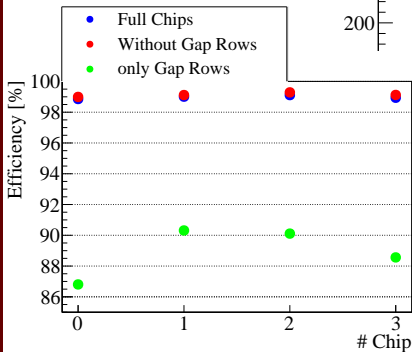 Full Chips
Without Gap Rows
only Gap Rows
200
Efficiency [%]
100
98
96
94
92
90
88
86
0 1 2 3
# Chip